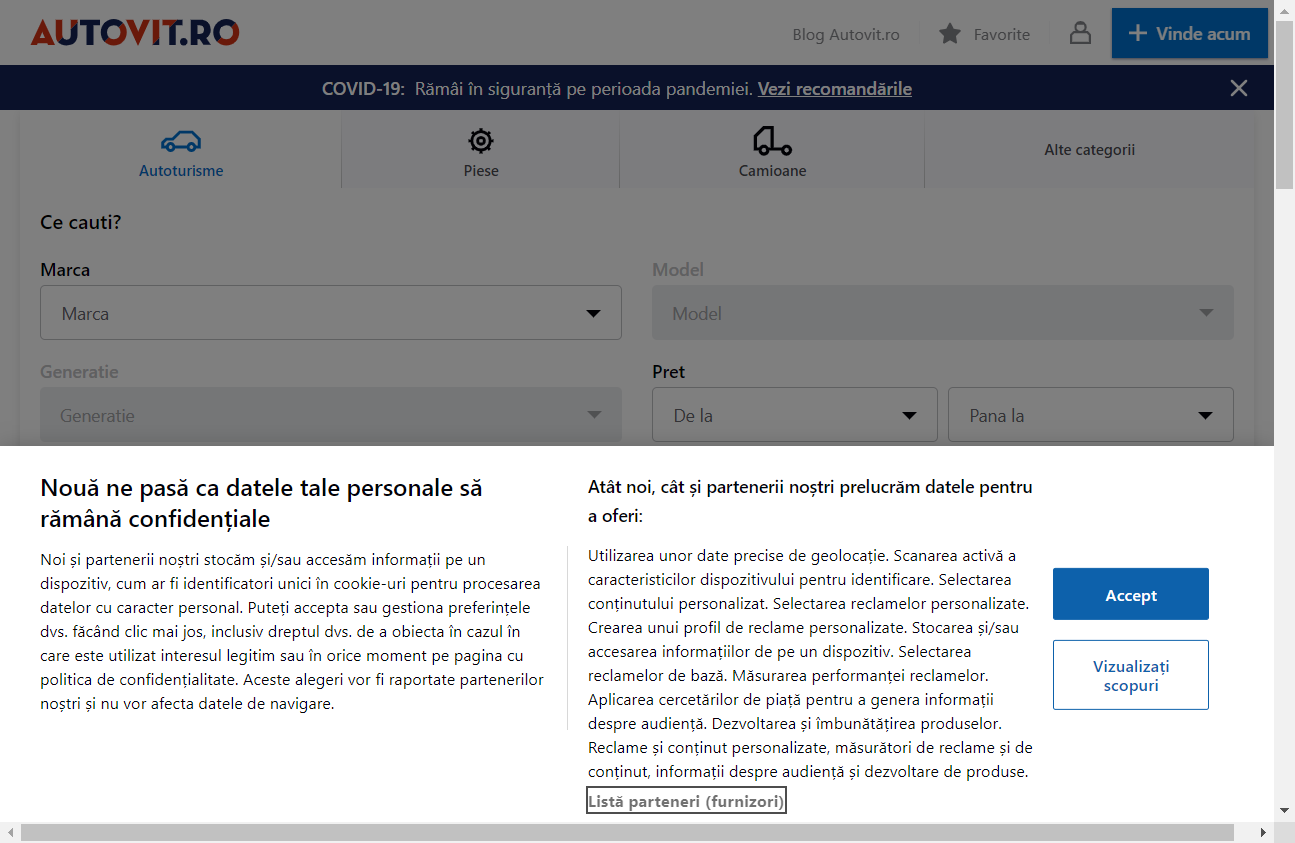 AUTOVIT.RO
Blog Autovit.ro
Favorite
Vinde acum
COVID-19: Rămâi în siguranță pe perioada pandemiei. Vezi recomandările
Autoturisme
Piese
Camioane
Alte categorii
Ce cauti?
Marca
Model
Marca
Model
Generatie
Pret
Generatie
De la
Pana la
Nouă ne pasă ca datele tale personale să
rămână confidențiale
Noi și partenerii noștri stocăm și/sau accesăm informații pe un
dispozitiv, cum ar fi identificatori unici în cookie-uri pentru procesarea
datelor cu caracter personal. Puteți accepta sau gestiona preferințele
dvs. făcând clic mai jos, inclusiv dreptul dvs. de a obiecta în cazul în
care este utilizat interesul legitim sau în orice moment pe pagina cu
politica de confidențialitate. Aceste alegeri vor fi raportate partenerilor
noștri și nu vor afecta datele de navigare.
Atât noi, cât și partenerii noștri prelucrăm datele pentru
a oferi:
Utilizarea unor date precise de geolocație. Scanarea activă a
caracteristicilor dispozitivului pentru identificare. Selectarea
conținutului personalizat. Selectarea reclamelor personalizate.
Crearea unui profil de reclame personalizate. Stocarea și/sau
accesarea informațiilor de pe un dispozitiv. Selectarea
reclamelor de bază. Măsurarea performanței reclamelor.
Aplicarea cercetărilor de piață pentru a genera informații
despre audiență. Dezvoltarea și îmbunătățirea produselor.
Reclame și conținut personalizate, măsurători de reclame și de
conținut, informații despre audiență și dezvoltare de produse.
Listă parteneri (furnizori)
Accept
Vizualizați
scopuri